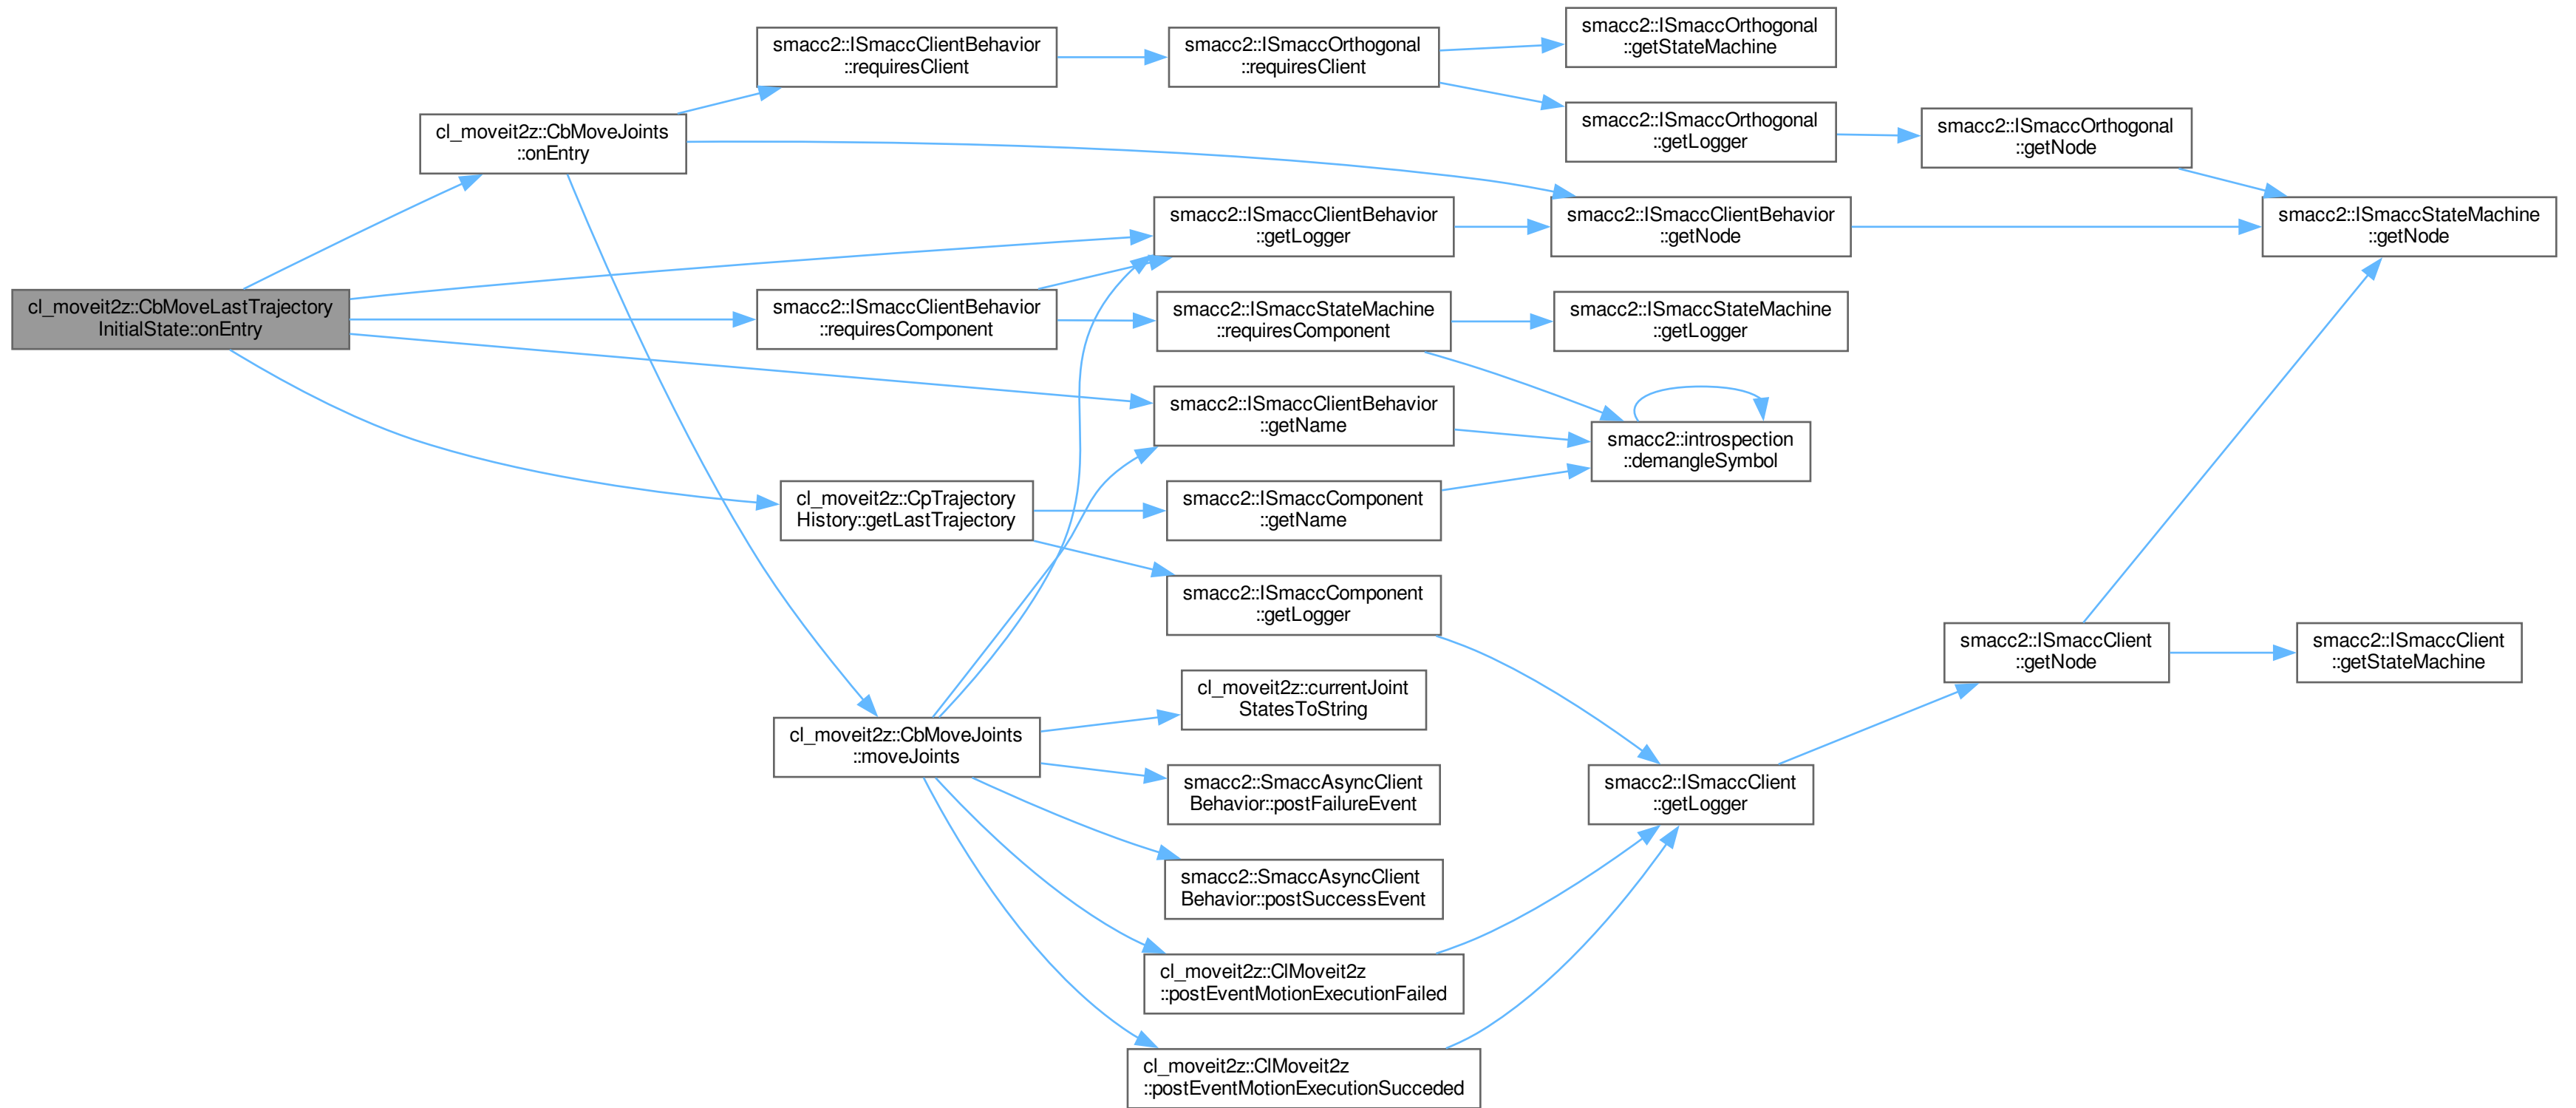 cl_moveit2z::CbMoveLastTrajectory
InitialState::onEntry
cl_moveit2z::CbMoveJoints
::onEntry
smacc2::ISmaccClientBehavior
::requiresClient
smacc2::ISmaccOrthogonal
::requiresClient
smacc2::ISmaccOrthogonal
::getStateMachine
smacc2::ISmaccOrthogonal
::getLogger
smacc2::ISmaccOrthogonal
::getNode
smacc2::ISmaccStateMachine
::getNode
smacc2::ISmaccClientBehavior
::getLogger
smacc2::ISmaccClientBehavior
::getNode
smacc2::ISmaccClientBehavior
::requiresComponent
smacc2::ISmaccStateMachine
::requiresComponent
smacc2::ISmaccStateMachine
::getLogger
smacc2::ISmaccClientBehavior
::getName
smacc2::introspection
::demangleSymbol
cl_moveit2z::CpTrajectory
History::getLastTrajectory
smacc2::ISmaccComponent
::getName
smacc2::ISmaccComponent
::getLogger
cl_moveit2z::CbMoveJoints
::moveJoints
cl_moveit2z::currentJoint
StatesToString
smacc2::SmaccAsyncClient
Behavior::postFailureEvent
smacc2::SmaccAsyncClient
Behavior::postSuccessEvent
cl_moveit2z::ClMoveit2z
::postEventMotionExecutionFailed
cl_moveit2z::ClMoveit2z
::postEventMotionExecutionSucceded
smacc2::ISmaccClient
::getLogger
smacc2::ISmaccClient
::getNode
smacc2::ISmaccClient
::getStateMachine